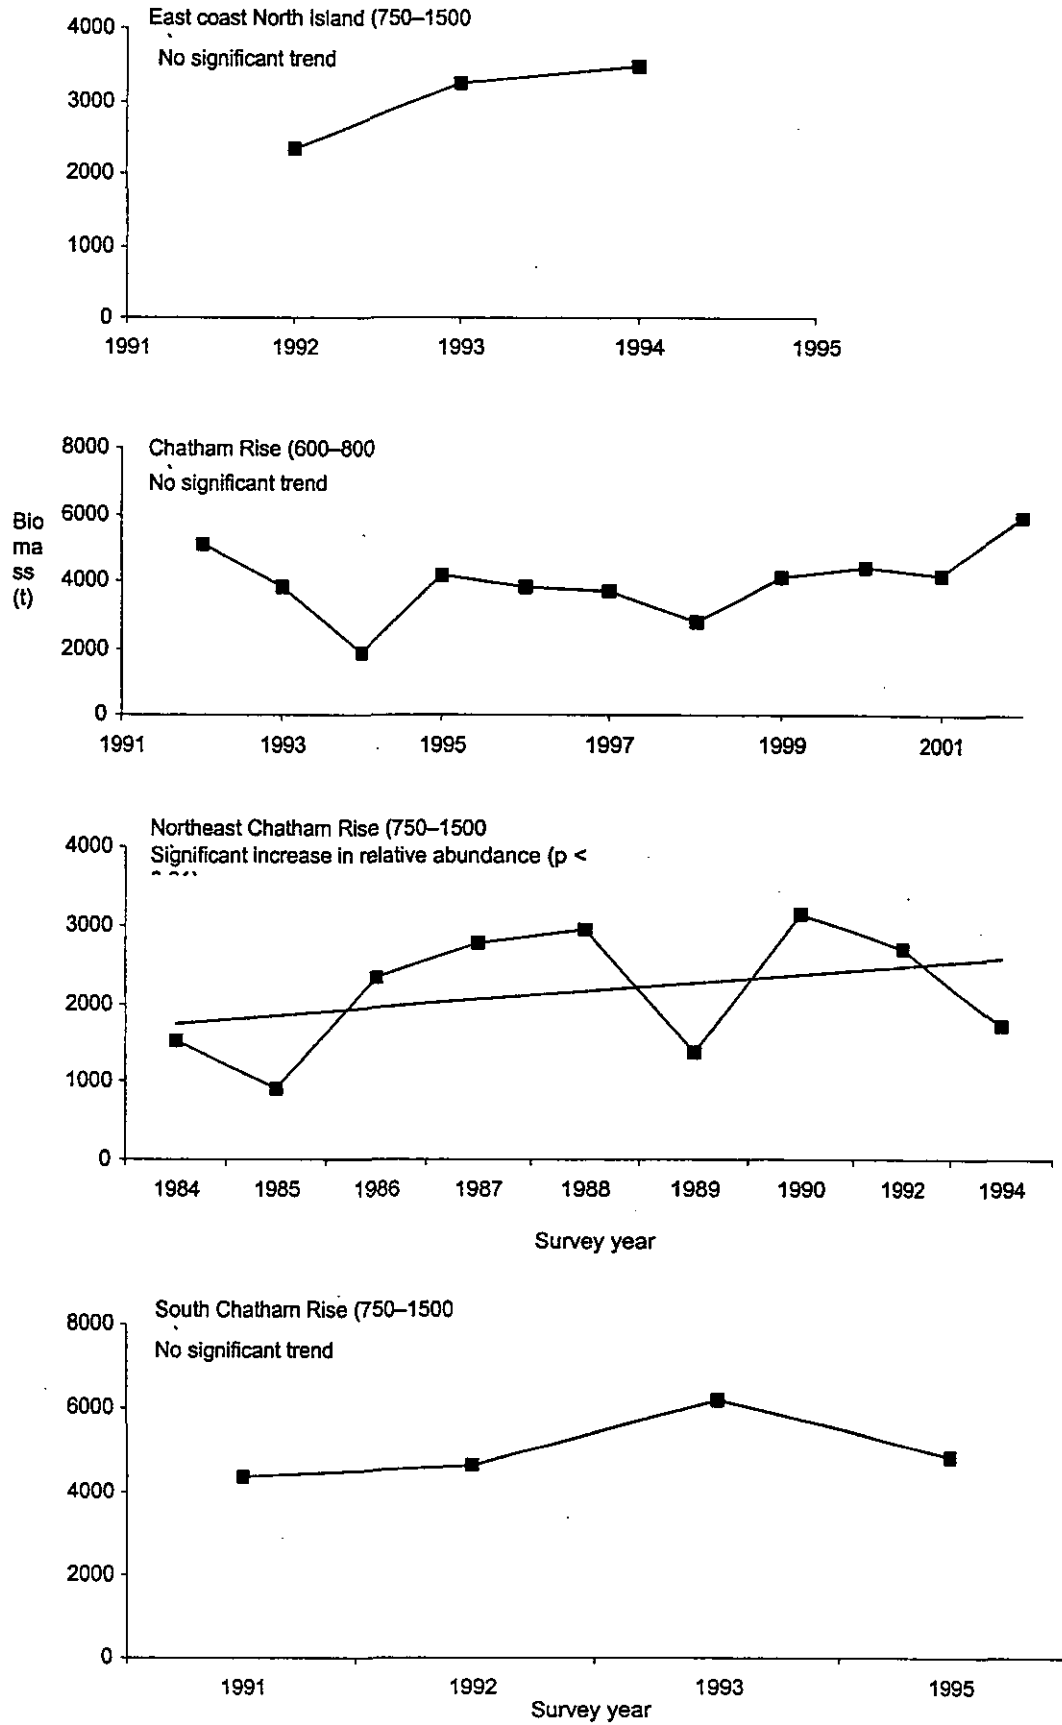 East coast North Island (750–1500
No significant trend
4000
3000
2000
1000
0
1991 1992 1993 1994 1995
Chatham Rise (600–800
No significant trend
8000
6000
4000
2000
0
Bio
ma
ss
(t)
1991 1993 1995 1997 1999 2001
Northeast Chatham Rise (750–1500
Significant increase in relative abundance (p <
4000
3000
2000
1000
0
1984 1985 1986 1987 1988 1989 1990 1992 1994
Survey year
South Chatham Rise (750–1500
No significant trend
8000
6000
4000
2000
0
1991 1992 1993 1995
Survey year